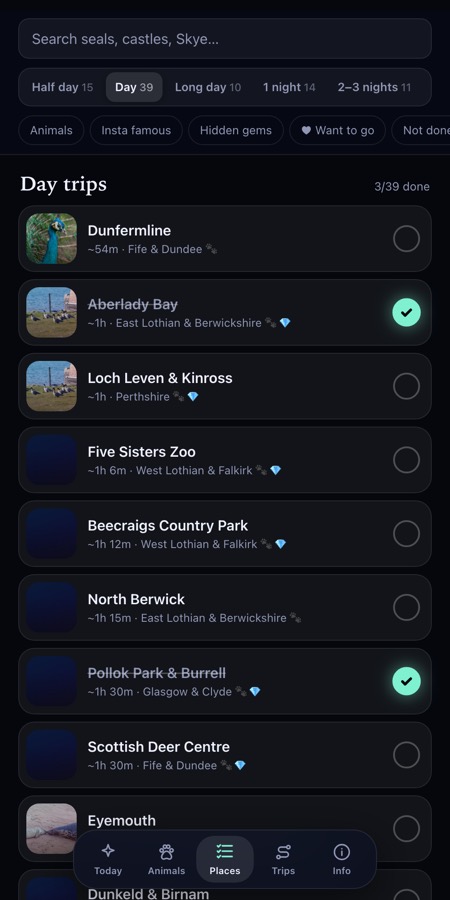 Search seals, castles, Skye...
Half day 15 Day 39 Long day 10 1 night 14 2–3 nights 11
Animals Insta famous Hidden gems Want to go Not done
Day trips 3/39 done
Dunfermline
~54m · Fife & Dundee
Aberlady Bay
~1h · East Lothian & Berwickshire
Loch Leven & Kinross
~1h · Perthshire
Five Sisters Zoo
~1h 6m · West Lothian & Falkirk
Beecraigs Country Park
~1h 12m · West Lothian & Falkirk
North Berwick
~1h 15m · East Lothian & Berwickshire
Pollok Park & Burrell
~1h 30m · Glasgow & Clyde
Scottish Deer Centre
~1h 30m · Fife & Dundee
Eyemouth
Today Animals Places Trips Info
Dunkeld & Birnam